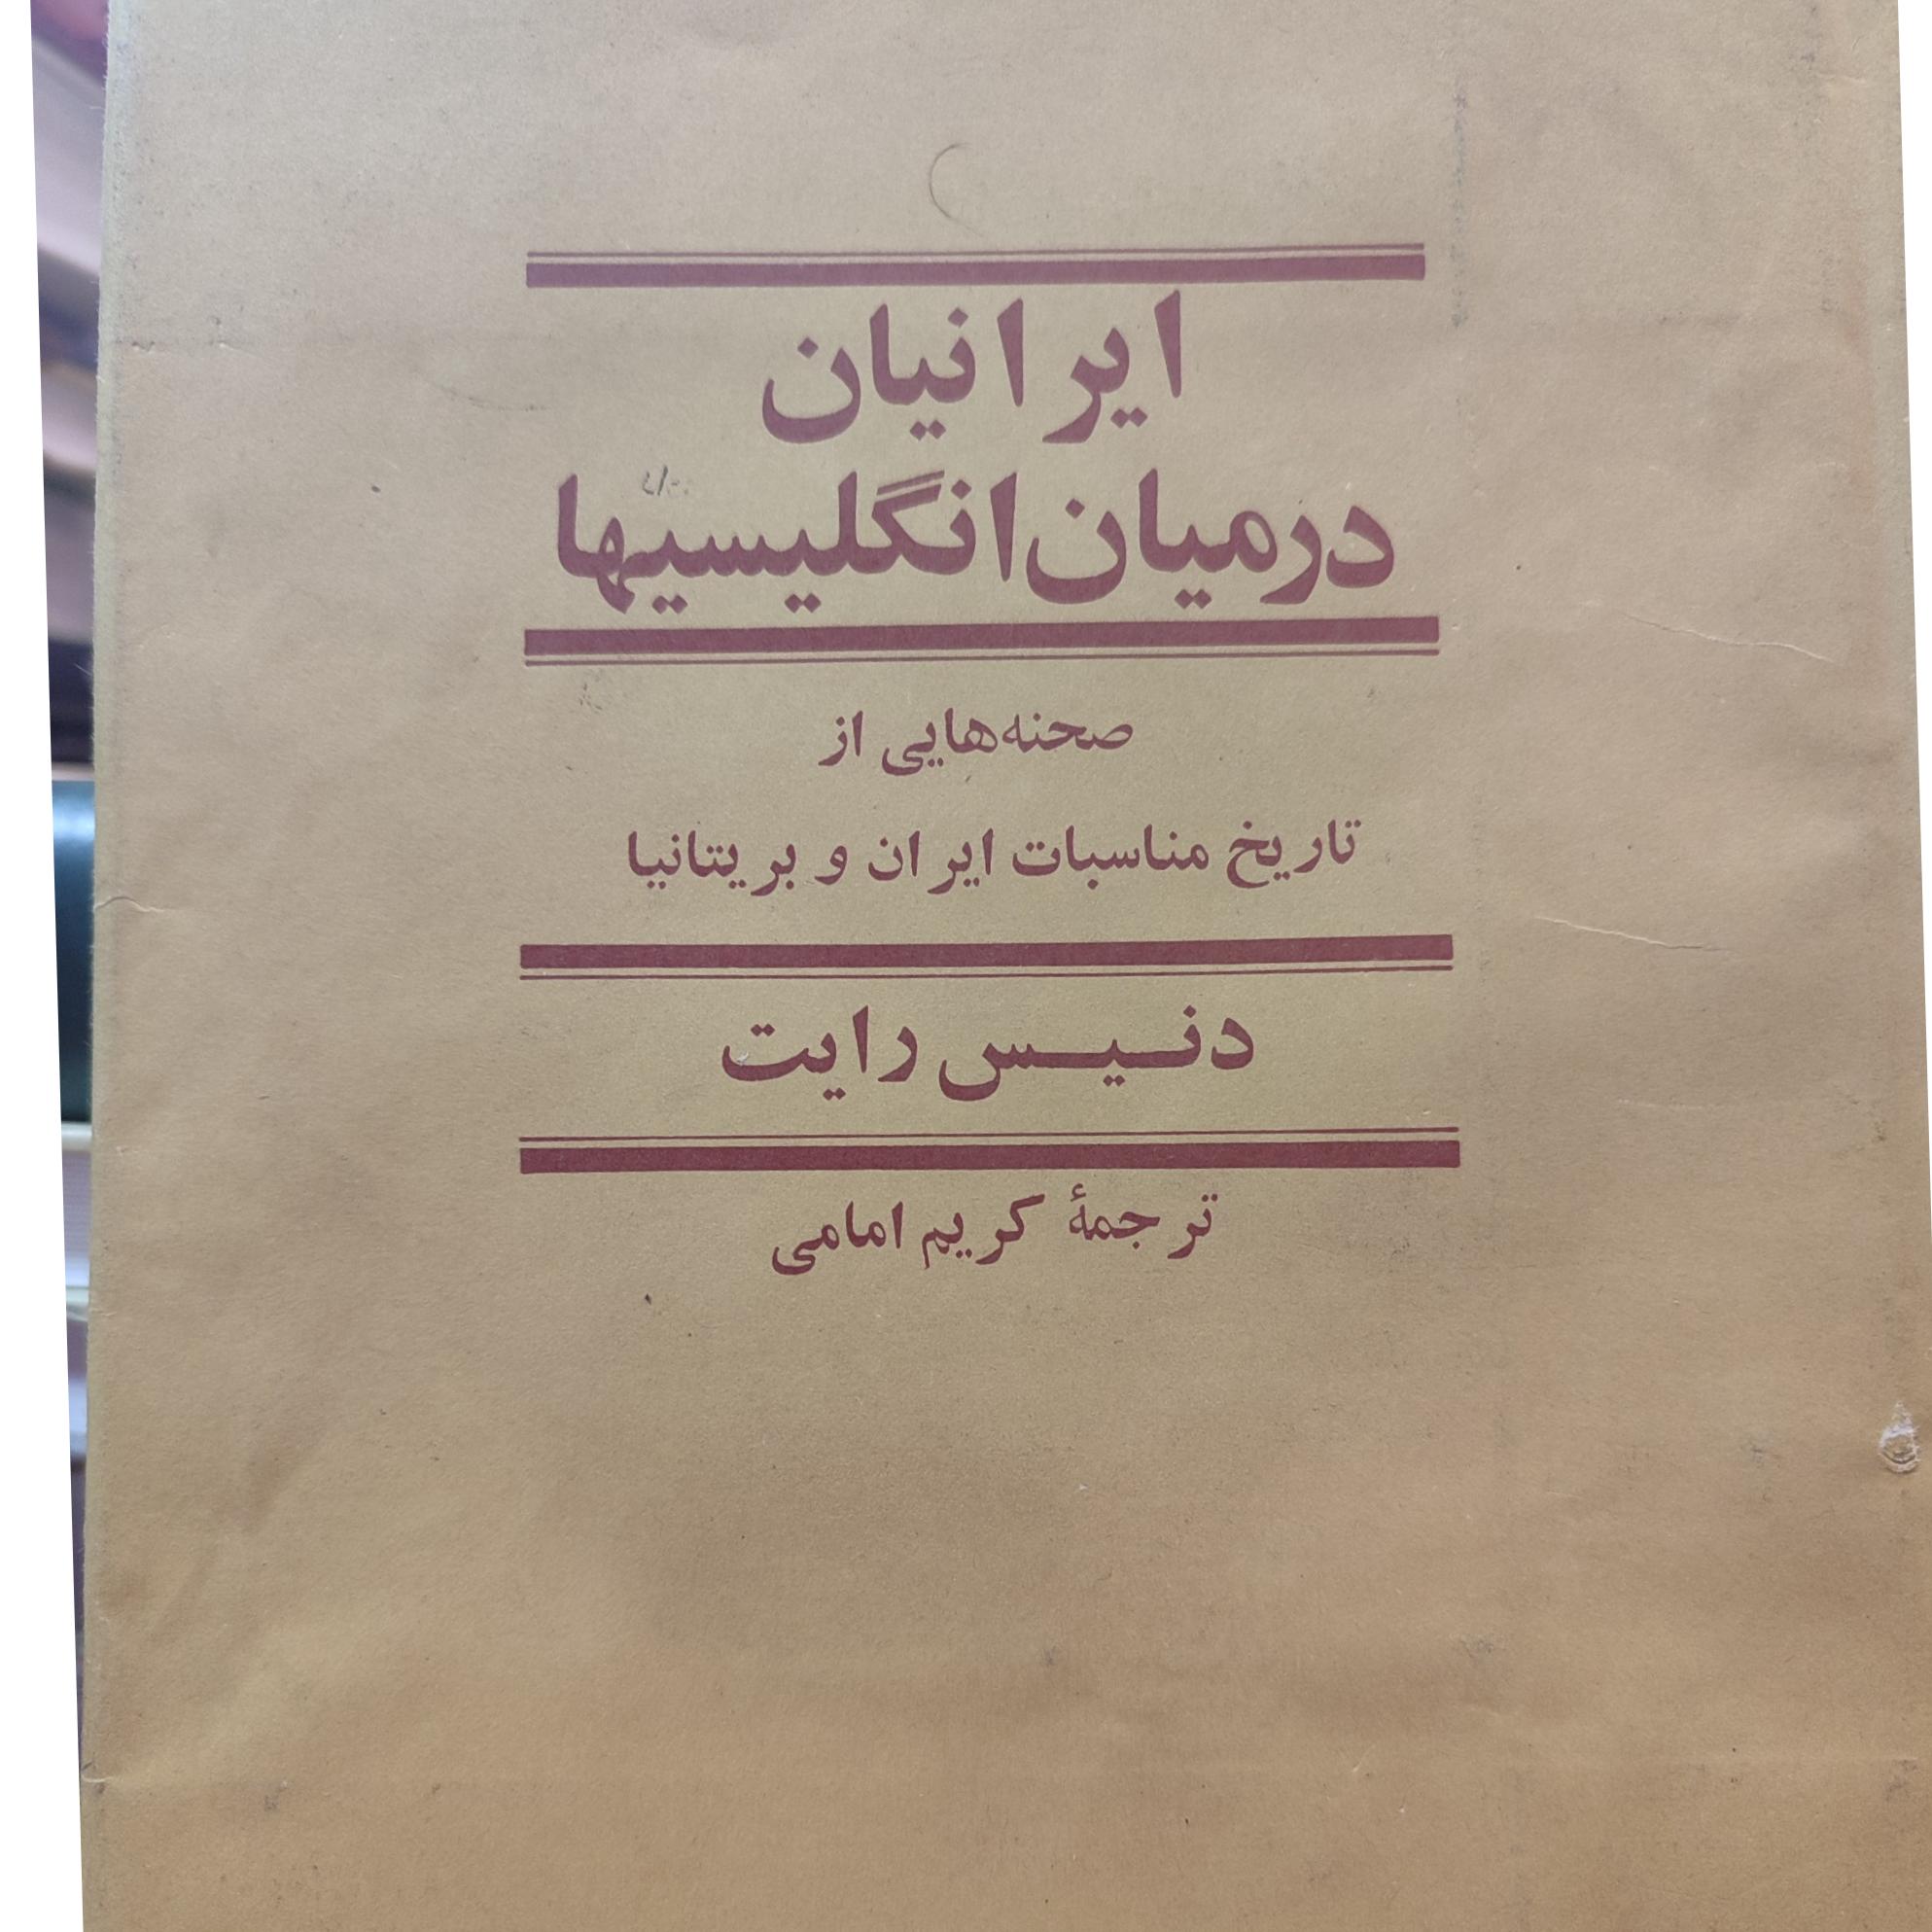 ایرانیان
درمیان انگلیسیها
صحنه‌هایی از
تاریخ مناسبات ایران و بریتانیا
دنیس رایت
ترجمهٔ کریم امامی